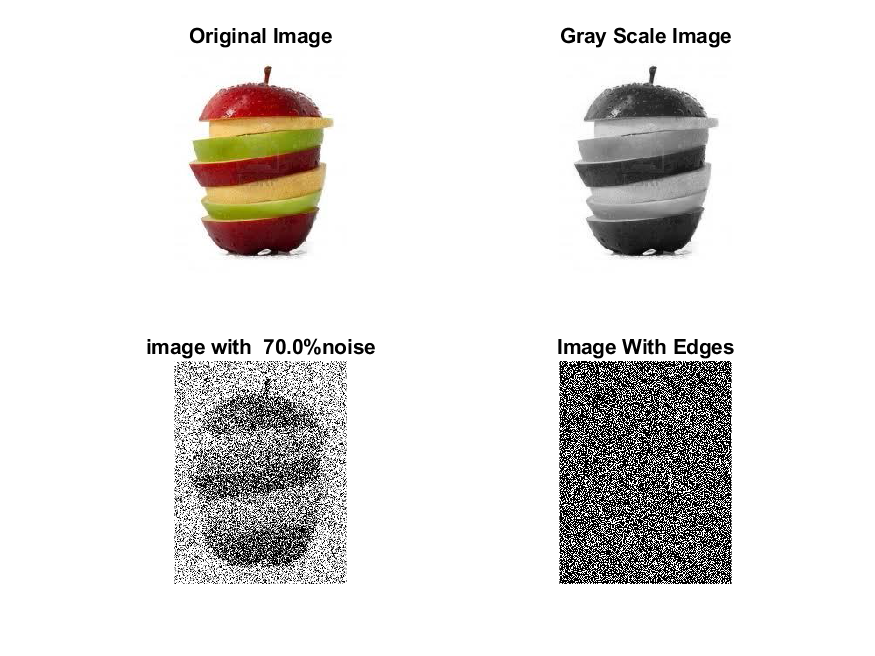 Original Image
Gray Scale Image
image with  70.0%noise
Image With Edges